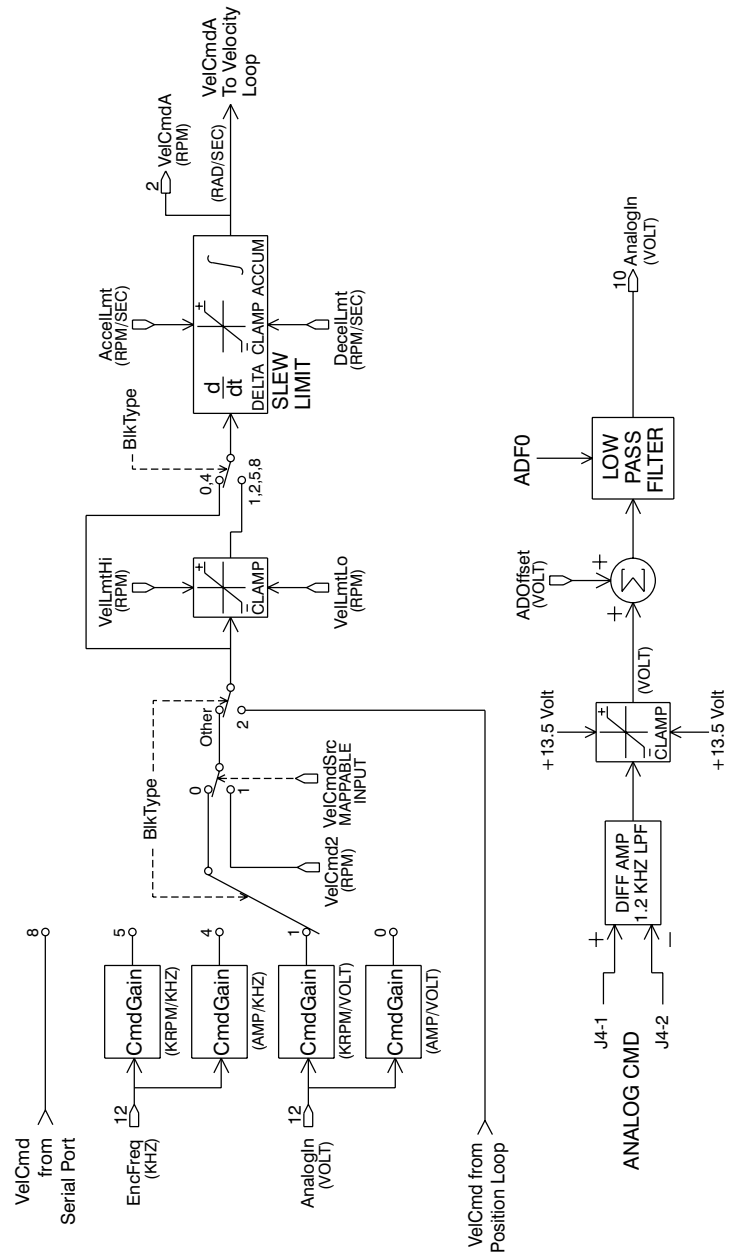 VelCmd
from
Serial Port
8
EncFreq
(KHZ)
12
CmdGain
(KRPM/KHZ)
5
CmdGain
(AMP/KHZ)
4
AnalogIn
(VOLT)
12
CmdGain
(KRPM/VOLT)
1
CmdGain
(AMP/VOLT)
0
BlkType
VelCmd2
(RPM)
0
1
VelCmdSrc
MAPPABLE
INPUT
Other
2
VelCmd from
Position Loop
VelLmtHi
(RPM)
+
−
CLAMP
VelLmtLo
(RPM)
BlkType
0,4
1,2,5,8
AccelLmt
(RPM/SEC)
d
dt
+
−
∫
DELTA CLAMP ACCUM
SLEW
LIMIT
DecelLmt
(RPM/SEC)
2
VelCmdA
(RPM)
(RAD/SEC)
VelCmdA
To Velocity
Loop
J4-1
J4-2
ANALOG CMD
+
−
DIFF AMP
1.2 KHZ LPF
+13.5 Volt
+
−
CLAMP
+13.5 Volt
(VOLT)
ADOffset
(VOLT)
+
+
Σ
ADF0
LOW
PASS
FILTER
10
AnalogIn
(VOLT)